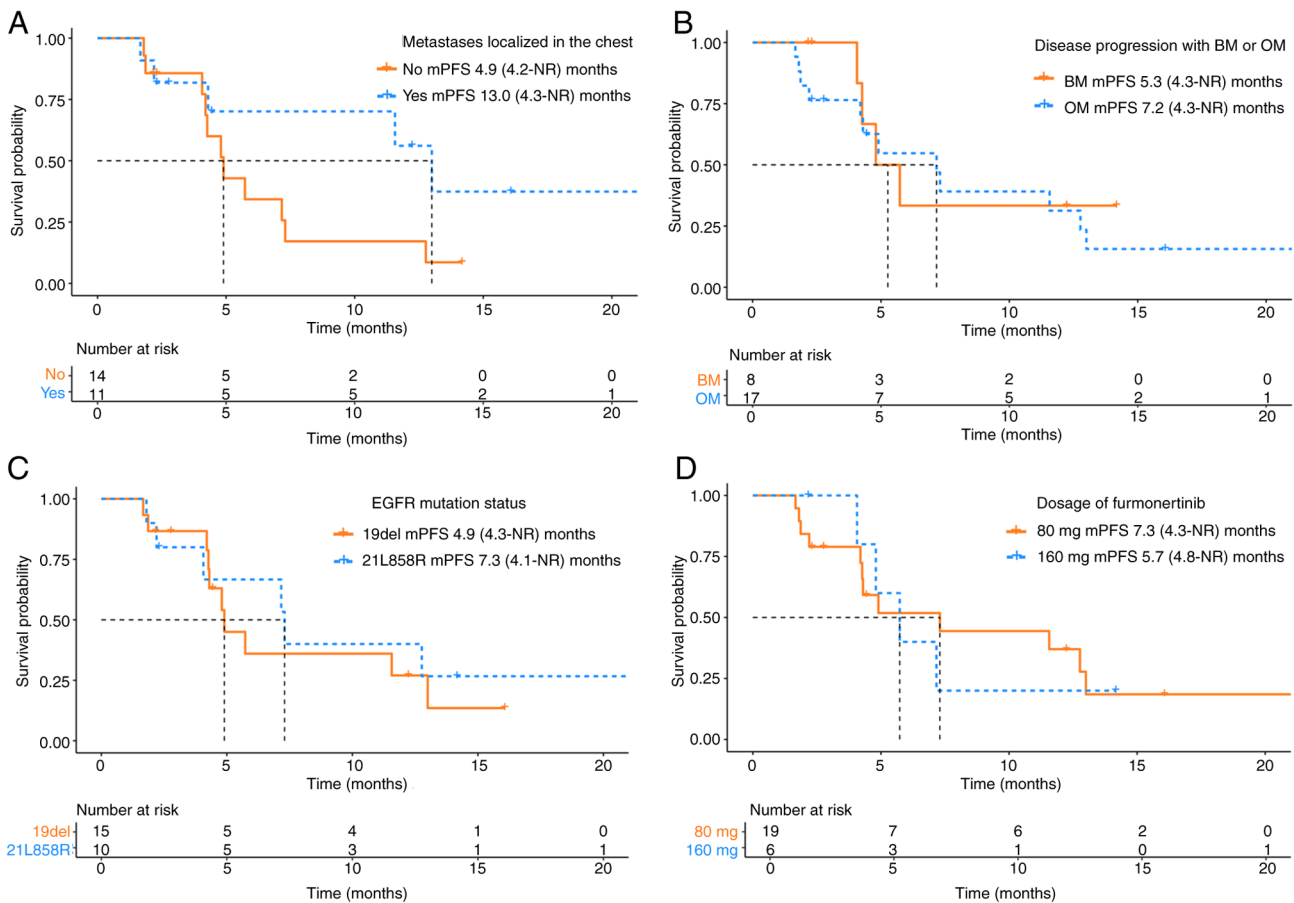 A
Metastases localized in the chest
No mPFS 4.9 (4.2-NR) months
Yes mPFS 13.0 (4.3-NR) months
Survival probability
1.00
0.75
0.50
0.25
0.00
0 5 10 15 20
Time (months)
Number at risk
No 14 5 2 0 0
Yes 11 5 5 2 1
0 5 10 15 20
Time (months)
B
Disease progression with BM or OM
BM mPFS 5.3 (4.3-NR) months
OM mPFS 7.2 (4.3-NR) months
Survival probability
1.00
0.75
0.50
0.25
0.00
0 5 10 15 20
Time (months)
Number at risk
BM 8 3 2 0 0
OM 17 7 5 2 1
0 5 10 15 20
Time (months)
C
EGFR mutation status
19del mPFS 4.9 (4.3-NR) months
21L858R mPFS 7.3 (4.1-NR) months
Survival probability
1.00
0.75
0.50
0.25
0.00
0 5 10 15 20
Time (months)
Number at risk
19del 15 5 4 1 0
21L858R 10 5 3 1 1
0 5 10 15 20
Time (months)
D
Dosage of furmonertinib
80 mg mPFS 7.3 (4.3-NR) months
160 mg mPFS 5.7 (4.8-NR) months
Survival probability
1.00
0.75
0.50
0.25
0.00
0 5 10 15 20
Time (months)
Number at risk
80 mg 19 7 6 2 0
160 mg 6 3 1 0 1
0 5 10 15 20
Time (months)